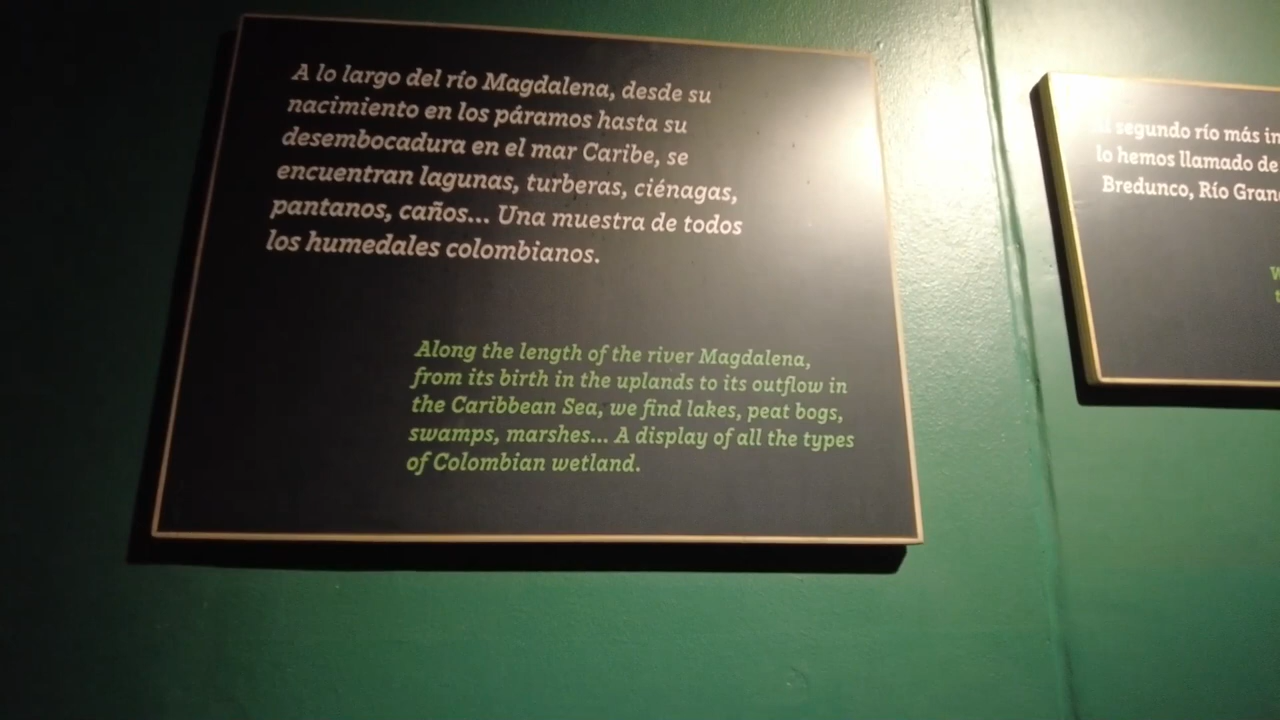 A lo largo del río Magdalena, desde su
nacimiento en los páramos hasta su
desembocadura en el mar Caribe, se
encuentran lagunas, turberas, ciénagas,
pantanos, caños... Una muestra de todos
los humedales colombianos.
Along the length of the river Magdalena,
from its birth in the uplands to its outflow in
the Caribbean Sea, we find lakes, peat bogs,
swamps, marshes... A display of all the types
of Colombian wetland.
segundo río más
lo hemos llamado de
Bredunco, Río